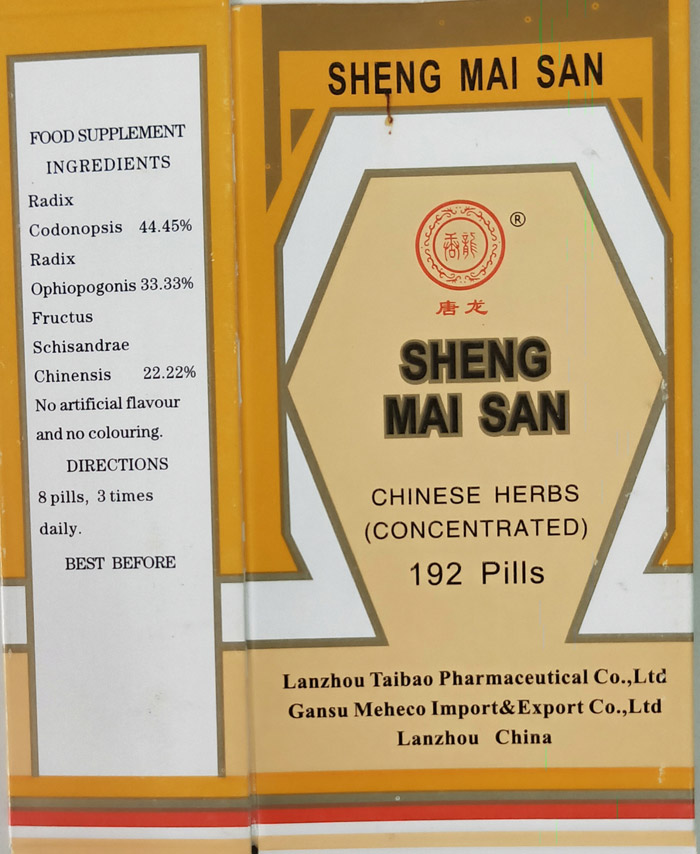 FOOD SUPPLEMENT
INGREDIENTS
Radix
Codonopsis 44.45%
Radix
Ophiopogonis 33.33%
Fructus
Schisandrae
Chinensis 22.22%
No artificial flavour
and no colouring.
DIRECTIONS
8 pills, 3 times
daily.
BEST BEFORE
SHENG MAI SAN
®
唐龙
SHENG
MAI SAN
CHINESE HERBS
(CONCENTRATED)
192 Pills
Lanzhou Taibao Pharmaceutical Co.,Ltd
Gansu Meheco Import&Export Co.,Ltd
Lanzhou China